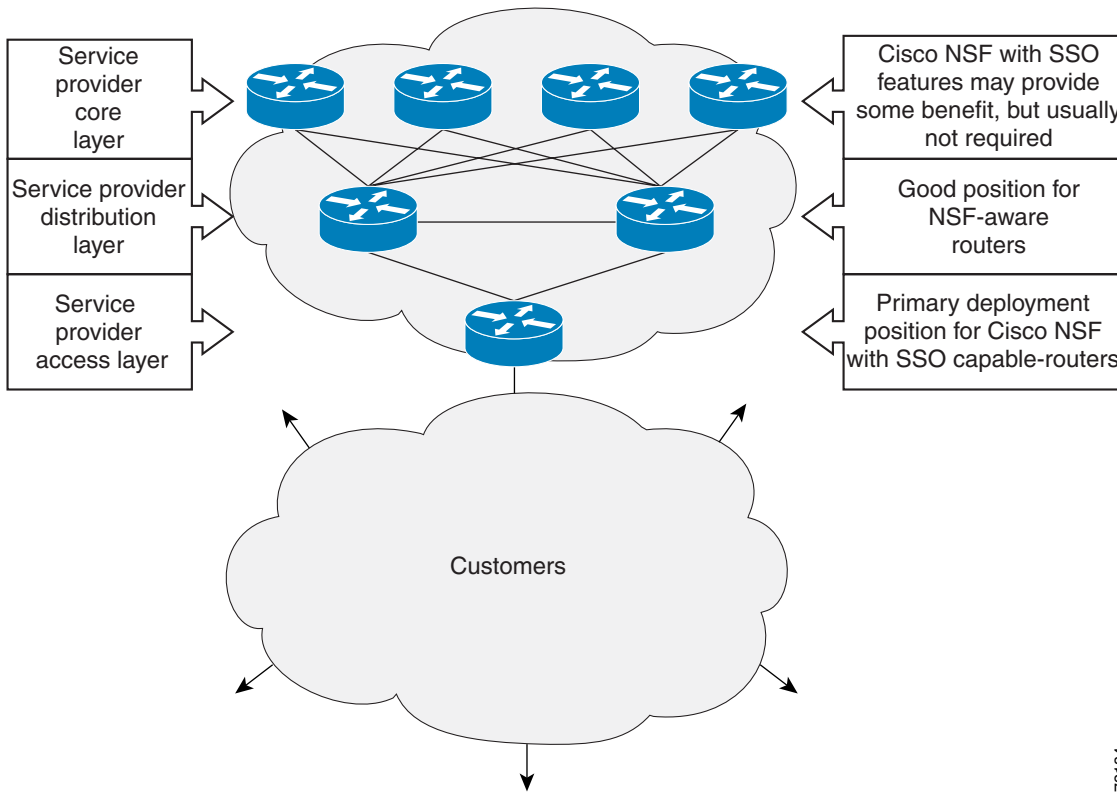 Service
provider
core
layer
Cisco NSF with SSO
features may provide
some benefit, but usually
not required
Service provider
distribution
layer
Good position for
NSF-aware
routers
Service
provider
access layer
Primary deployment
position for Cisco NSF
with SSO capable-routers
Customers